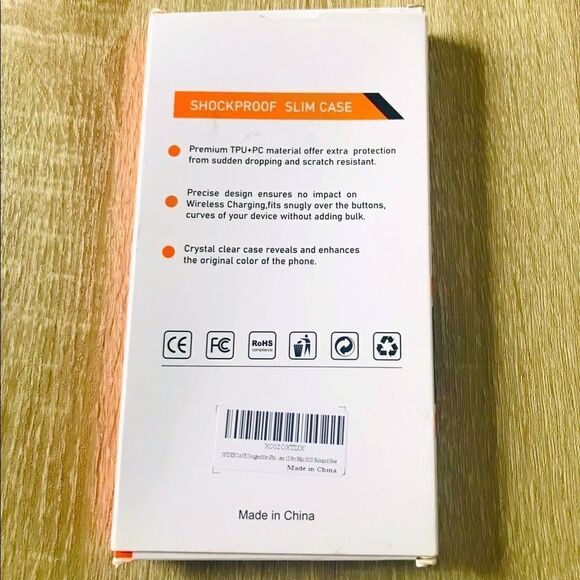 SHOCKPROOF SLIM CASE
Premium TPU+PC material offer extra protection
from sudden dropping and scratch resistant.
Precise design ensures no impact on
Wireless Charging,fits snugly over the buttons,
curves of your device without adding bulk.
Crystal clear case reveals and enhances
the original color of the phone.
CE FC RoHS
compliance
Made in China
Made in China